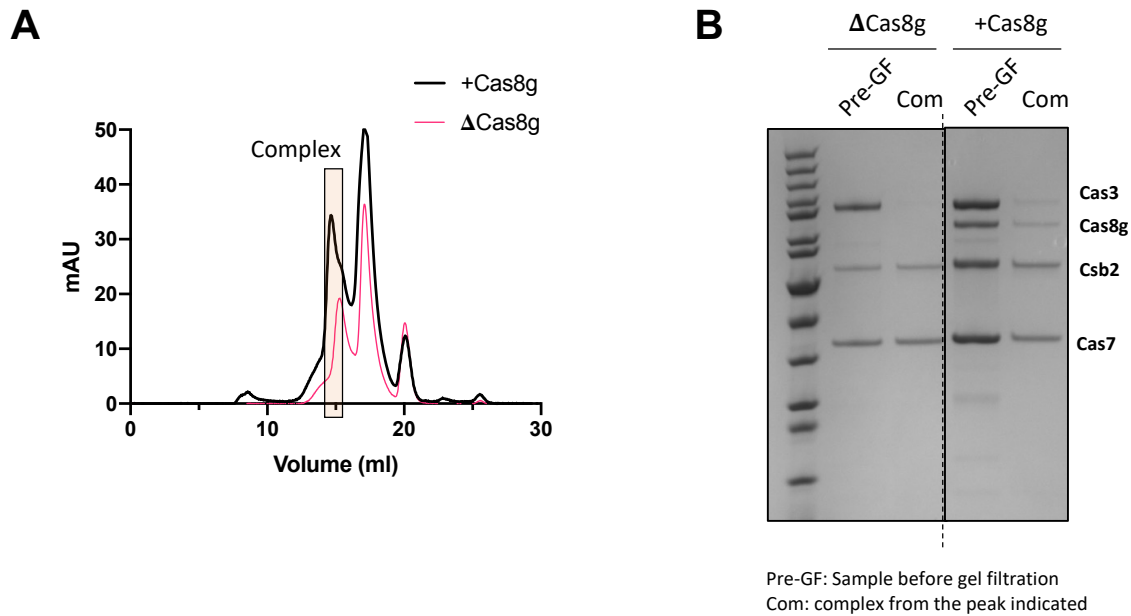 A
+Cas8g
ΔCas8g
Complex
50
40
30
20
10
0
mAU
0
10
20
30
Volume (ml)
B
ΔCas8g
+Cas8g
Pre-GF
Com
Pre-GF
Com
Cas3
Cas8g
Csb2
Cas7
Pre-GF: Sample before gel filtration
Com: complex from the peak indicated